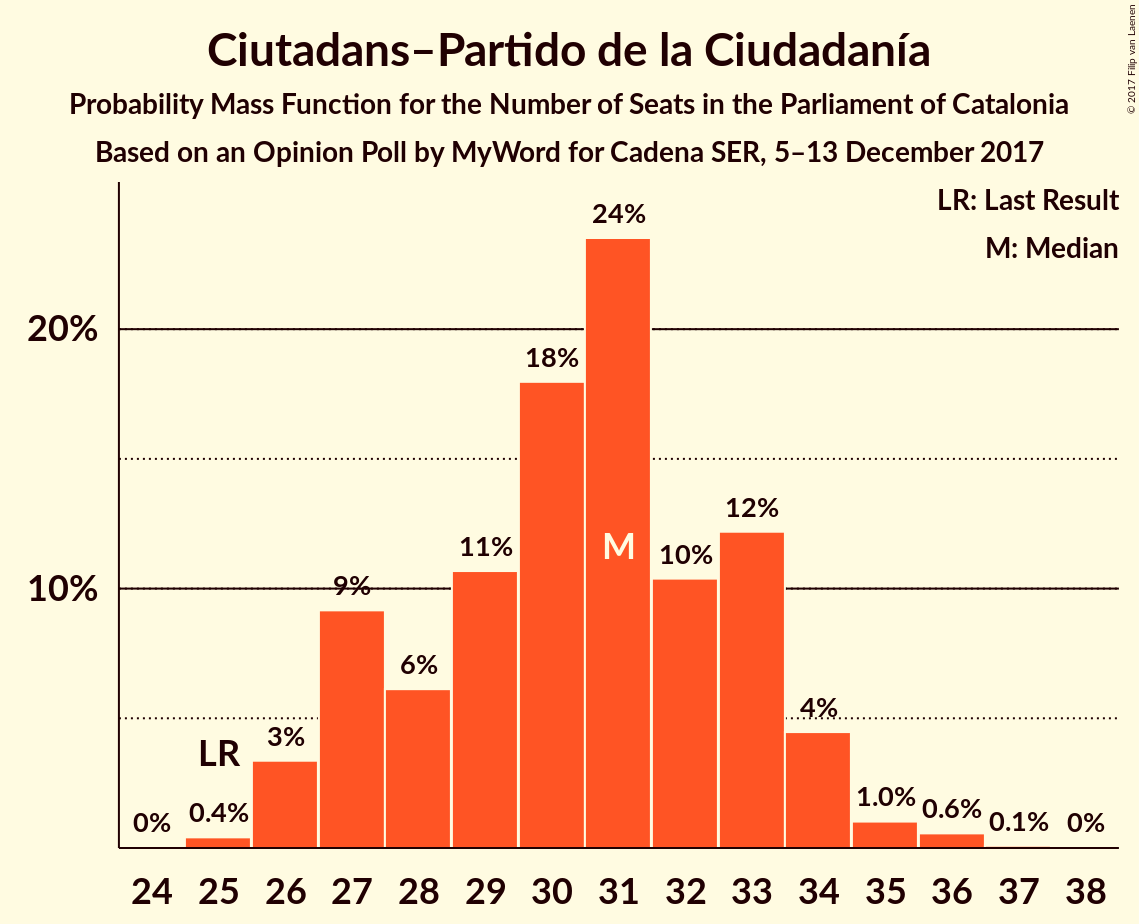 Ciutadans–Partido de la Ciudadanía
Probability Mass Function for the Number of Seats in the Parliament of Catalonia
Based on an Opinion Poll by MyWord for Cadena SER, 5–13 December 2017
© 2017 Filip van Laenen
LR: Last Result
M: Median
20%
10%
0%
0.4%
3%
9%
6%
11%
18%
24%
10%
12%
4%
1.0%
0.6%
0.1%
0%
LR
M
24 25 26 27 28 29 30 31 32 33 34 35 36 37 38